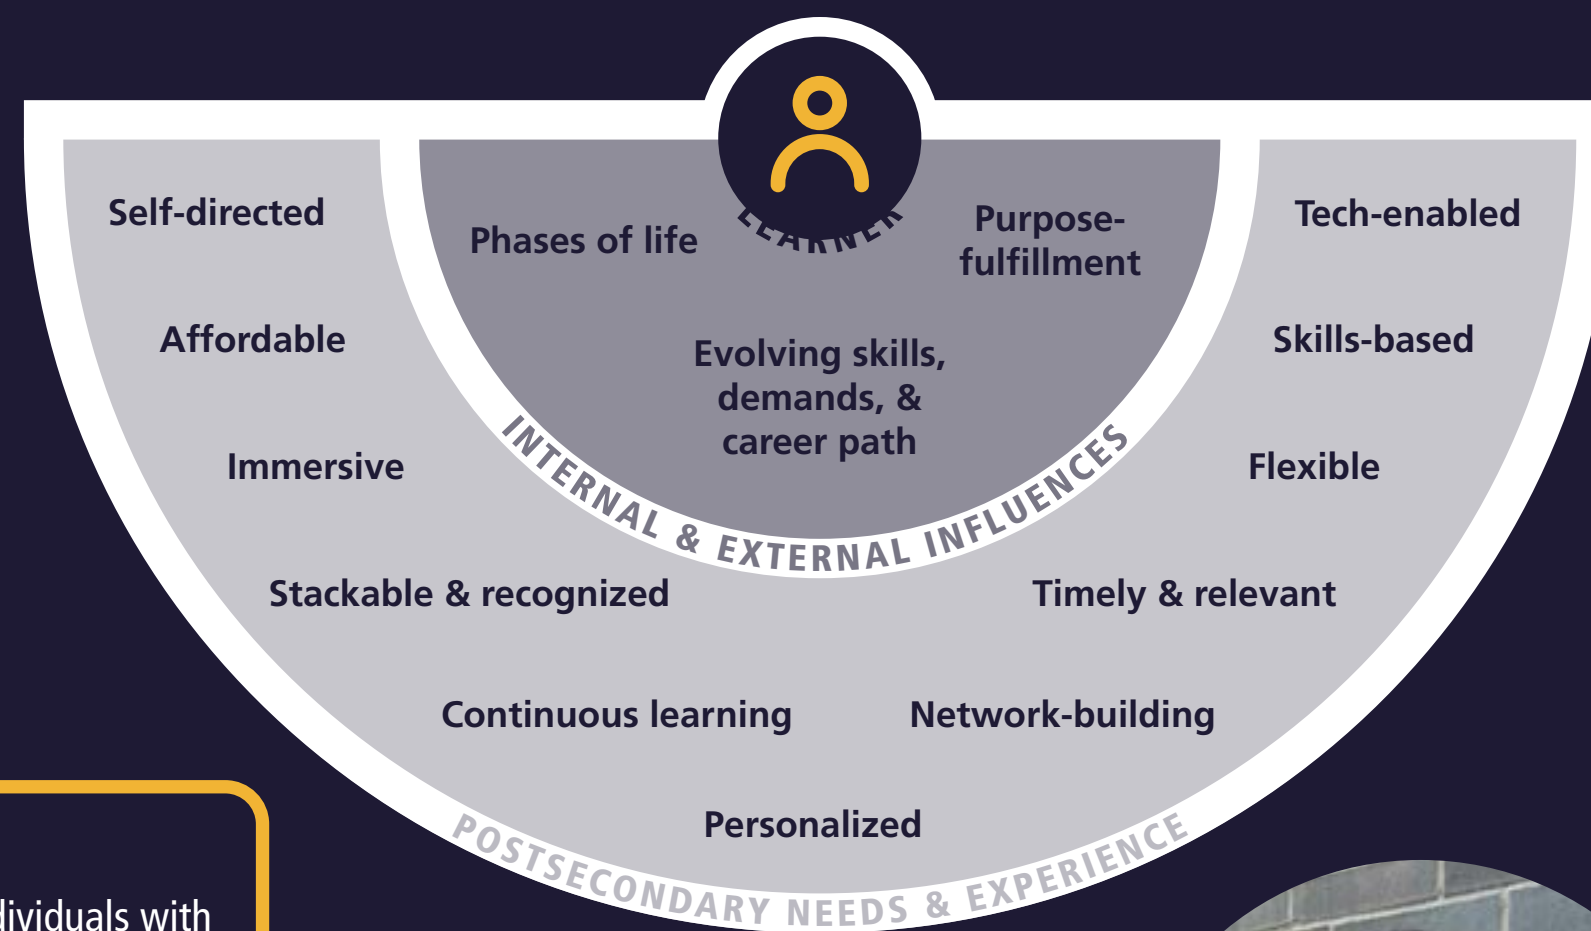 LEARNER
Phases of life
Purpose-
fulfillment
Evolving skills,
demands, &
career path
INTERNAL & EXTERNAL INFLUENCES
Self-directed
Affordable
Immersive
Stackable & recognized
Continuous learning
Personalized
Network-building
Timely & relevant
Flexible
Skills-based
Tech-enabled
POSTSECONDARY NEEDS & EXPERIENCE
with